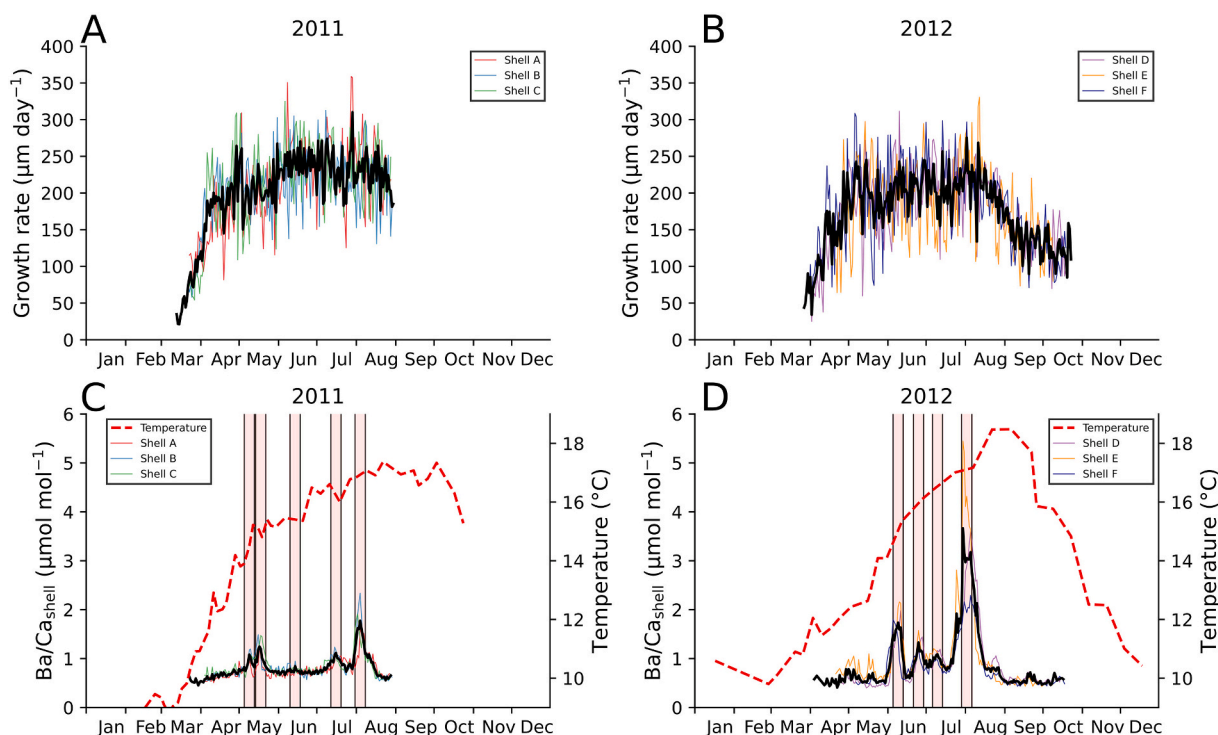 A
2011
Growth rate (µm day⁻¹)
400
350
300
250
200
150
100
50
0
Shell A
Shell B
Shell C
Jan Feb Mar Apr May Jun Jul Aug Sep Oct Nov Dec
B
2012
Growth rate (µm day⁻¹)
400
350
300
250
200
150
100
50
0
Shell D
Shell E
Shell F
Jan Feb Mar Apr May Jun Jul Aug Sep Oct Nov Dec
C
2011
Ba/Ca_shell (µmol mol⁻¹)
6
5
4
3
2
1
0
Temperature
Shell A
Shell B
Shell C
18
16
14
12
10
Temperature (°C)
Jan Feb Mar Apr May Jun Jul Aug Sep Oct Nov Dec
D
2012
Ba/Ca_shell (µmol mol⁻¹)
6
5
4
3
2
1
0
Temperature
Shell D
Shell E
Shell F
18
16
14
12
10
Temperature (°C)
Jan Feb Mar Apr May Jun Jul Aug Sep Oct Nov Dec